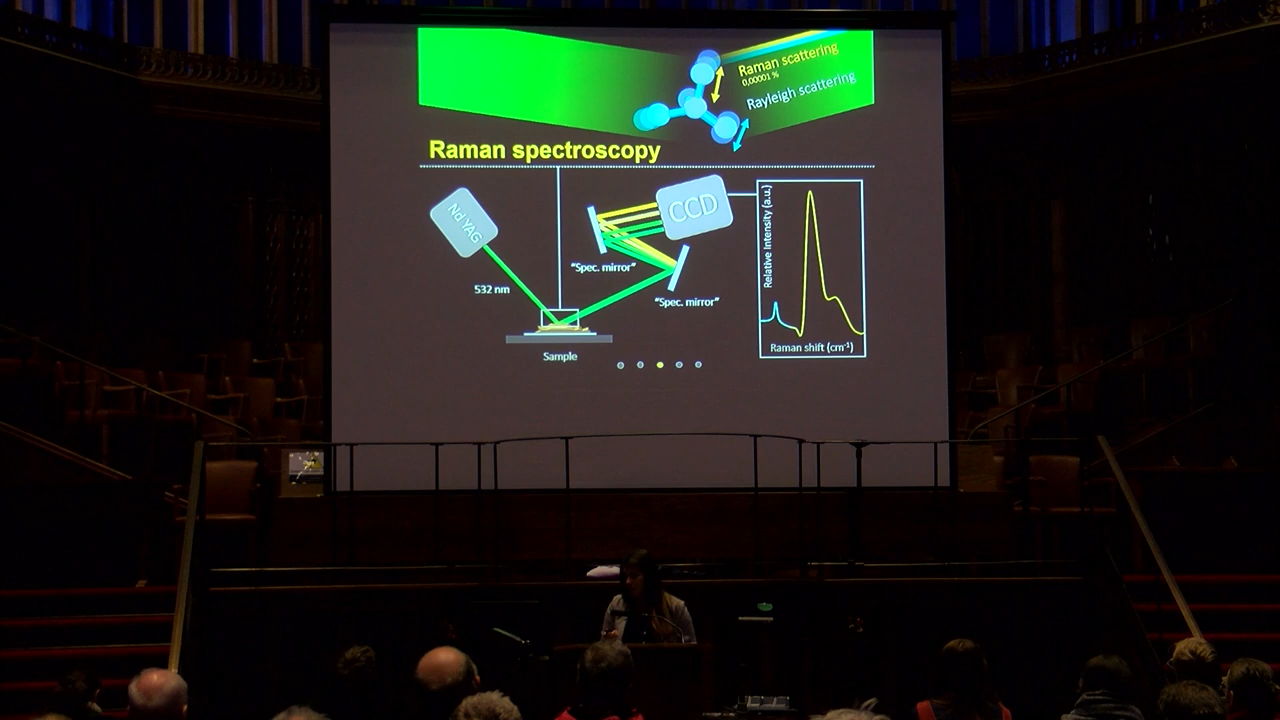 Raman scattering
0,00001 %
Rayleigh scattering
Raman spectroscopy
Nd YAG
CCD
Relative Intensity (a.u.)
"Spec. mirror"
532 nm
"Spec. mirror"
Raman shift (cm⁻¹)
Sample